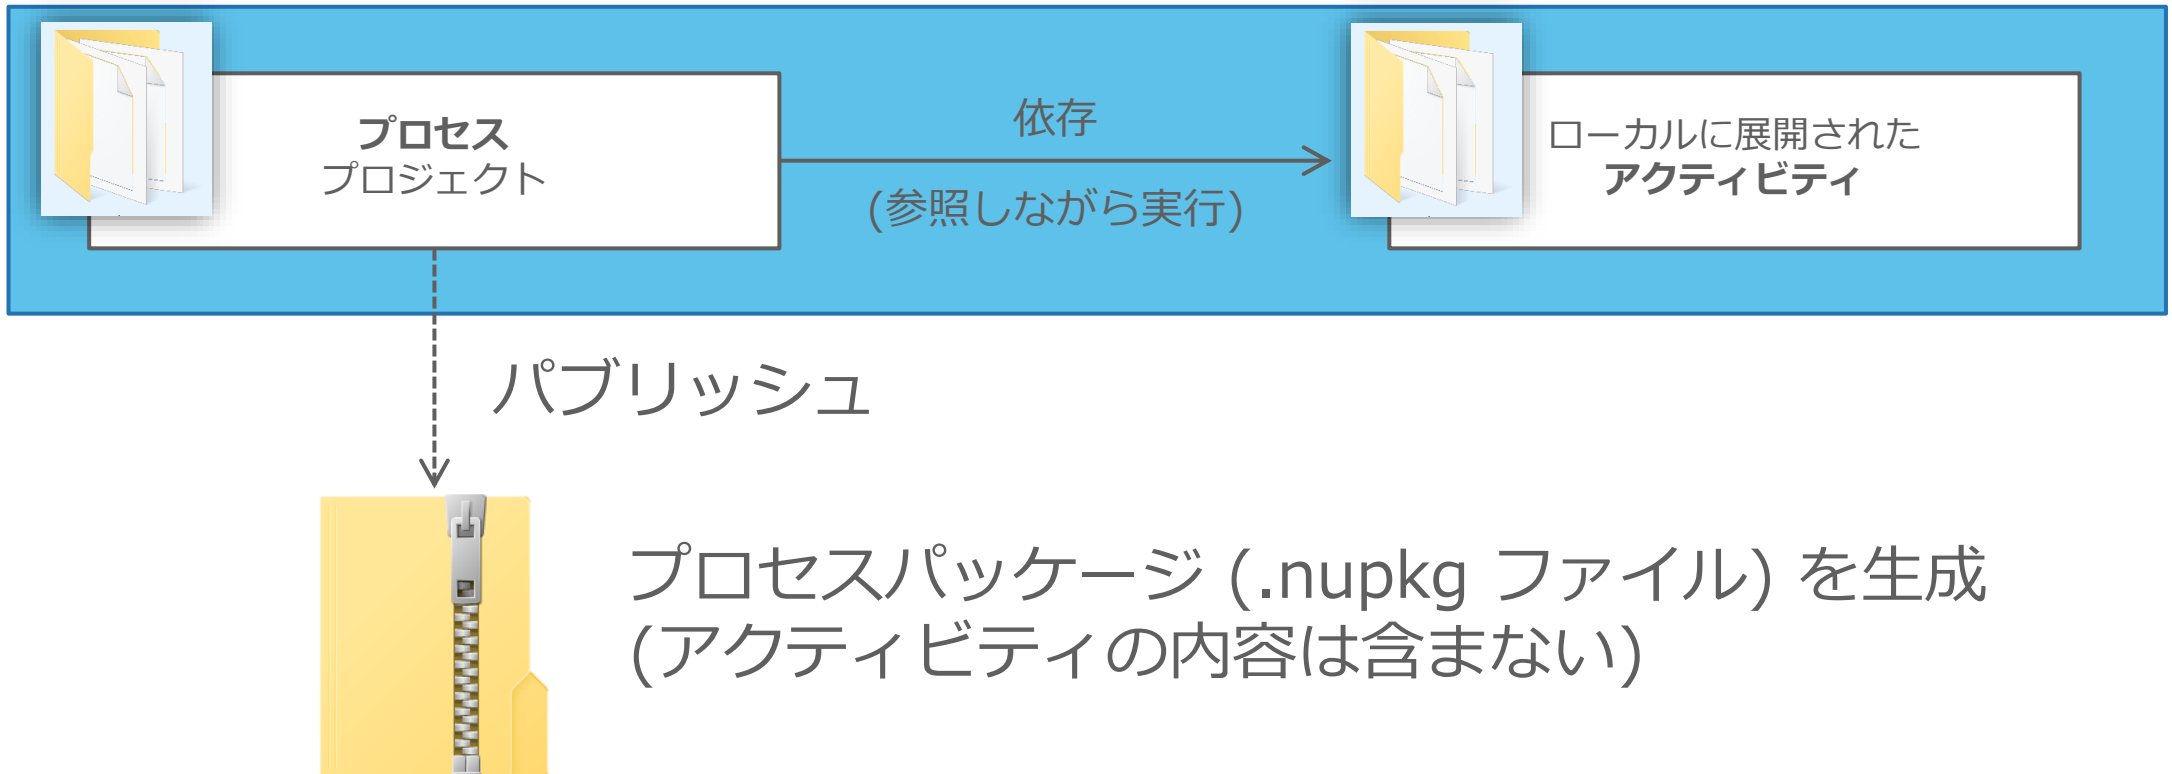 プロセス
プロジェクト
依存
(参照しながら実行)
ローカルに展開された
アクティビティ
パブリッシュ
プロセスパッケージ (.nupkg ファイル) を生成
(アクティビティの内容は含まない)